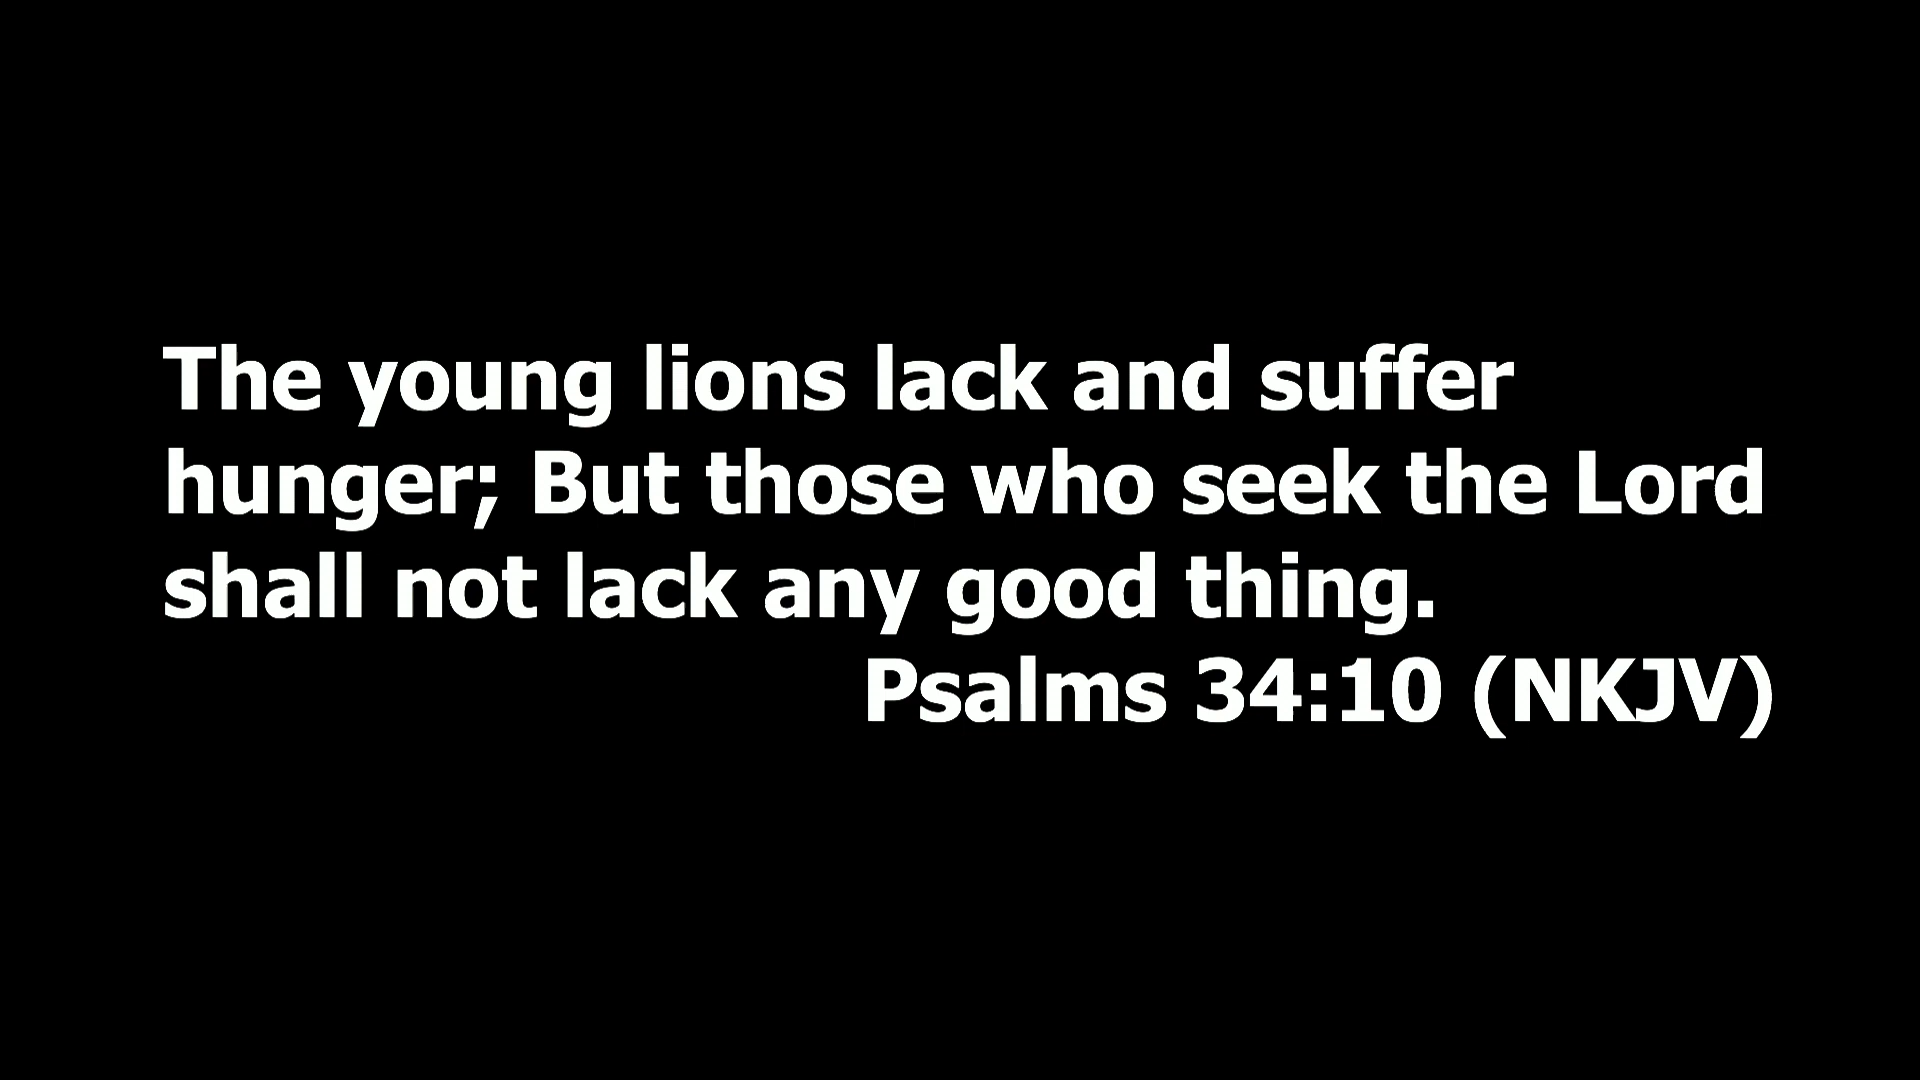 The young lions lack and suffer
hunger; But those who seek the Lord
shall not lack any good thing.
Psalms 34:10 (NKJV)